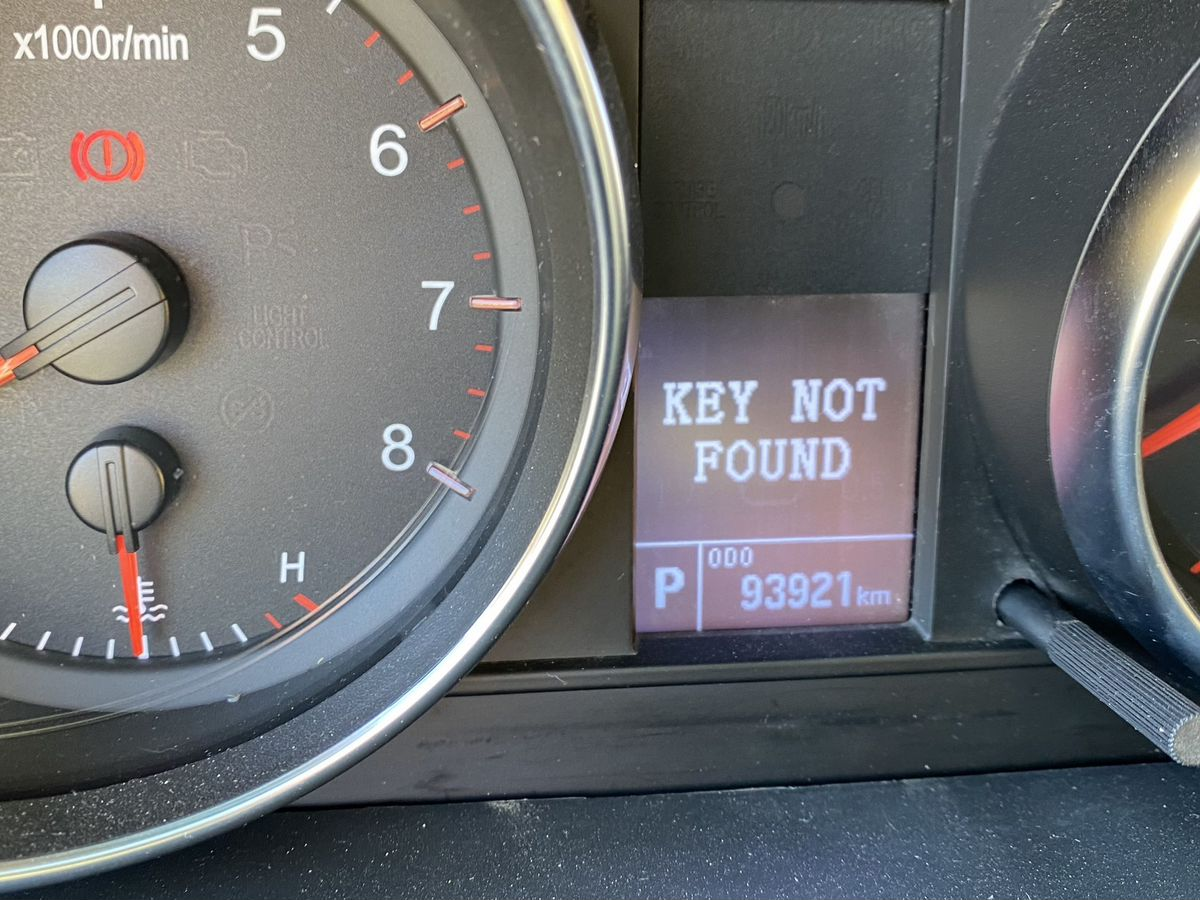 x1000r/min
5
6
7
8
H
LIGHT
CONTROL
KEY NOT
FOUND
P
ODO
93921km